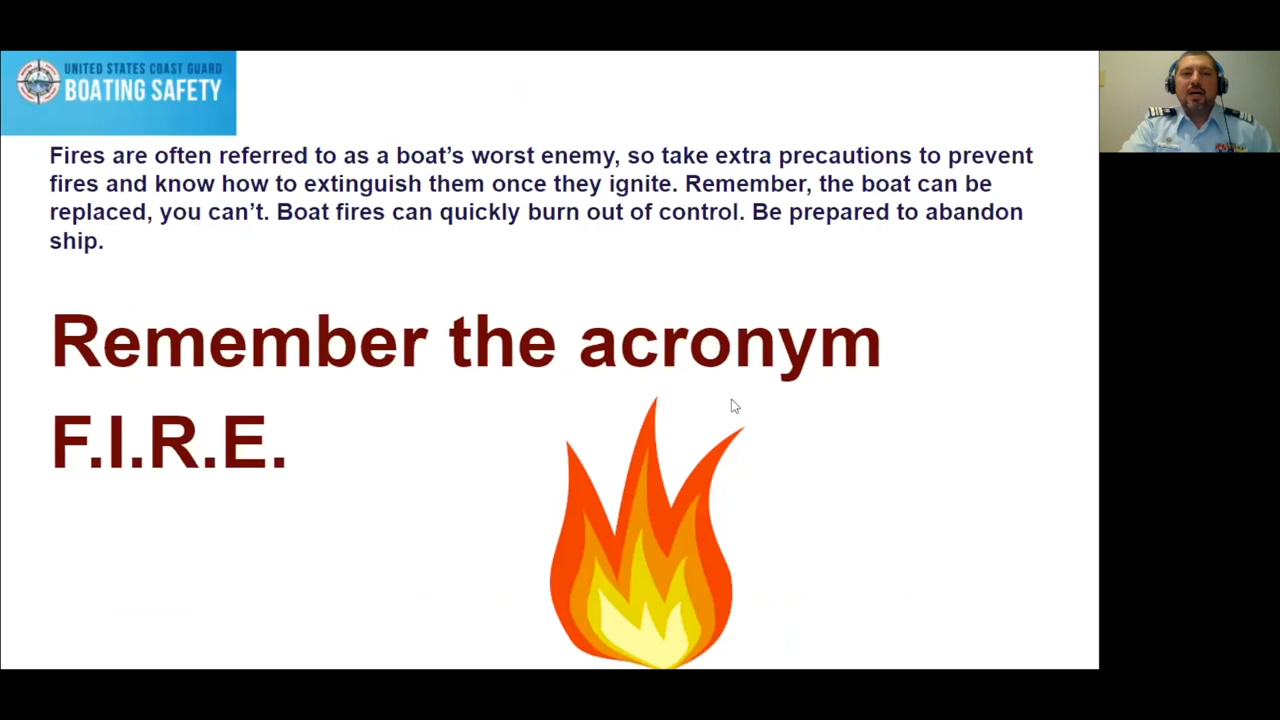 UNITED STATES COAST GUARD
BOATING SAFETY
Fires are often referred to as a boat’s worst enemy, so take extra precautions to prevent
fires and know how to extinguish them once they ignite. Remember, the boat can be
replaced, you can’t. Boat fires can quickly burn out of control. Be prepared to abandon
ship.
Remember the acronym
F.I.R.E.